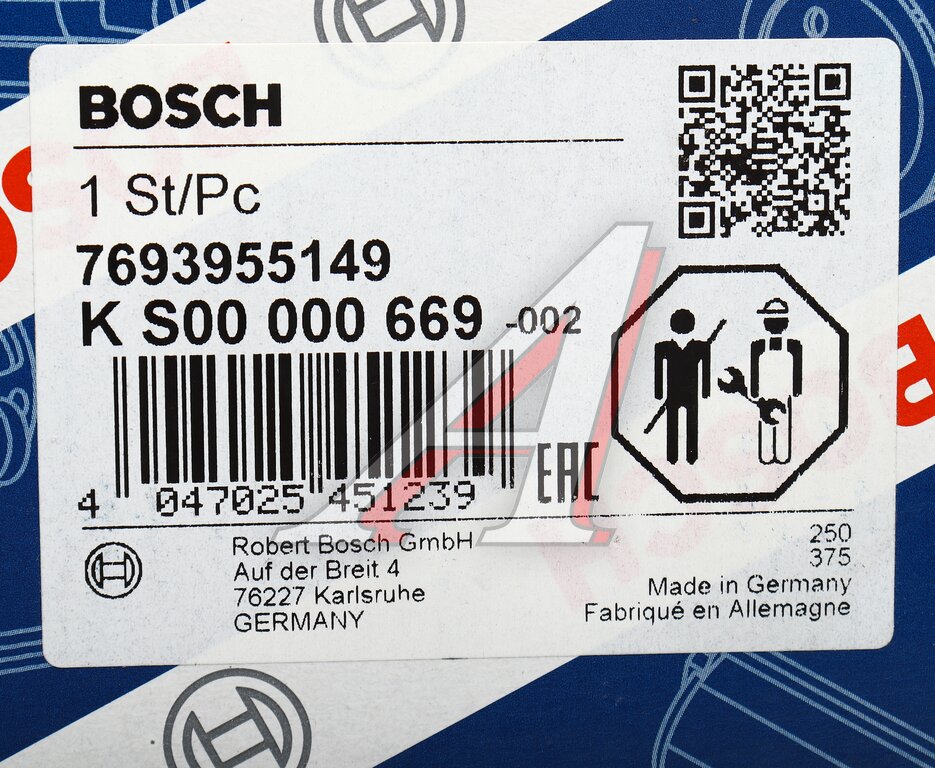 BOSCH
1 St/Pc
7693955149
K S00 000 669 -002
4 047025 451239
EAC
Robert Bosch GmbH
Auf der Breit 4
76227 Karlsruhe
GERMANY
250
375
Made in Germany
Fabriqué en Allemagne